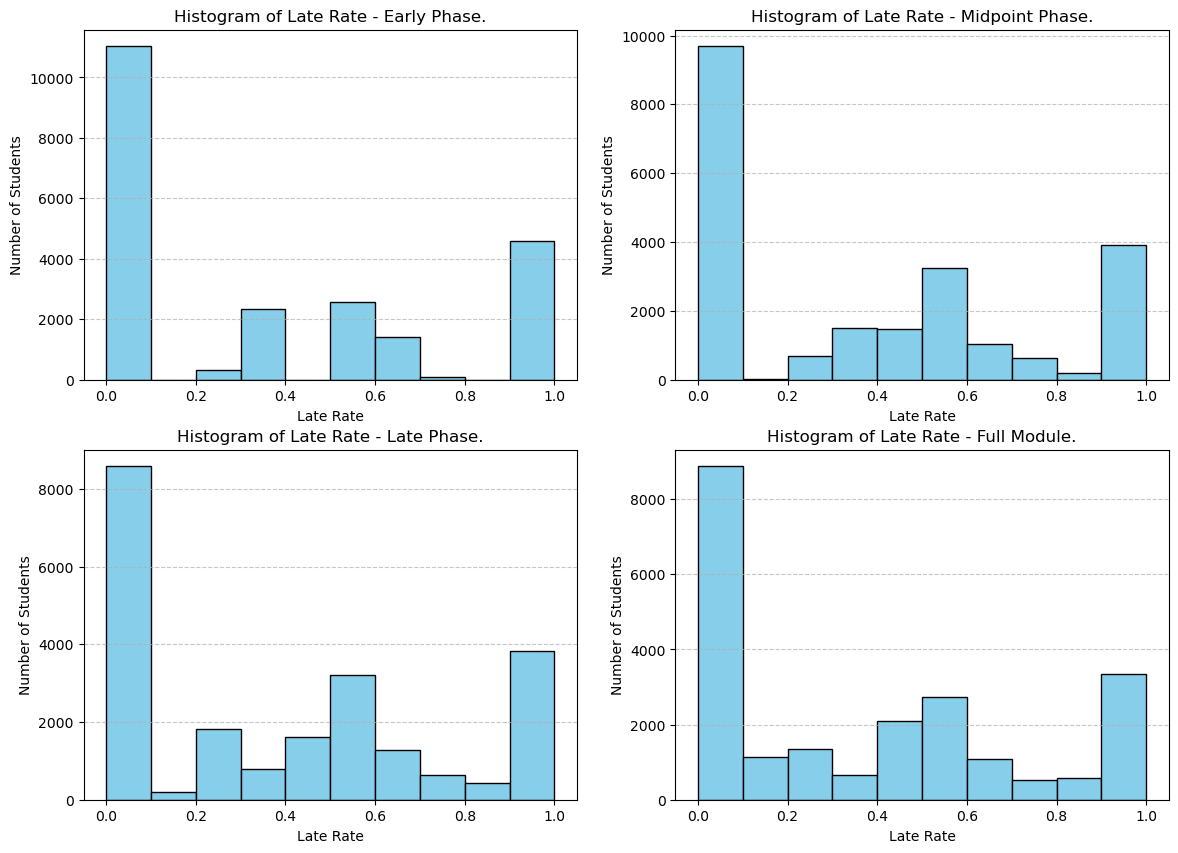 Histogram of Late Rate - Early Phase.
Number of Students
10000
8000
6000
4000
2000
0
0.0 0.2 0.4 0.6 0.8 1.0
Late Rate
Histogram of Late Rate - Midpoint Phase.
Number of Students
10000
8000
6000
4000
2000
0
0.0 0.2 0.4 0.6 0.8 1.0
Late Rate
Histogram of Late Rate - Late Phase.
Number of Students
8000
6000
4000
2000
0
0.0 0.2 0.4 0.6 0.8 1.0
Late Rate
Histogram of Late Rate - Full Module.
Number of Students
8000
6000
4000
2000
0
0.0 0.2 0.4 0.6 0.8 1.0
Late Rate